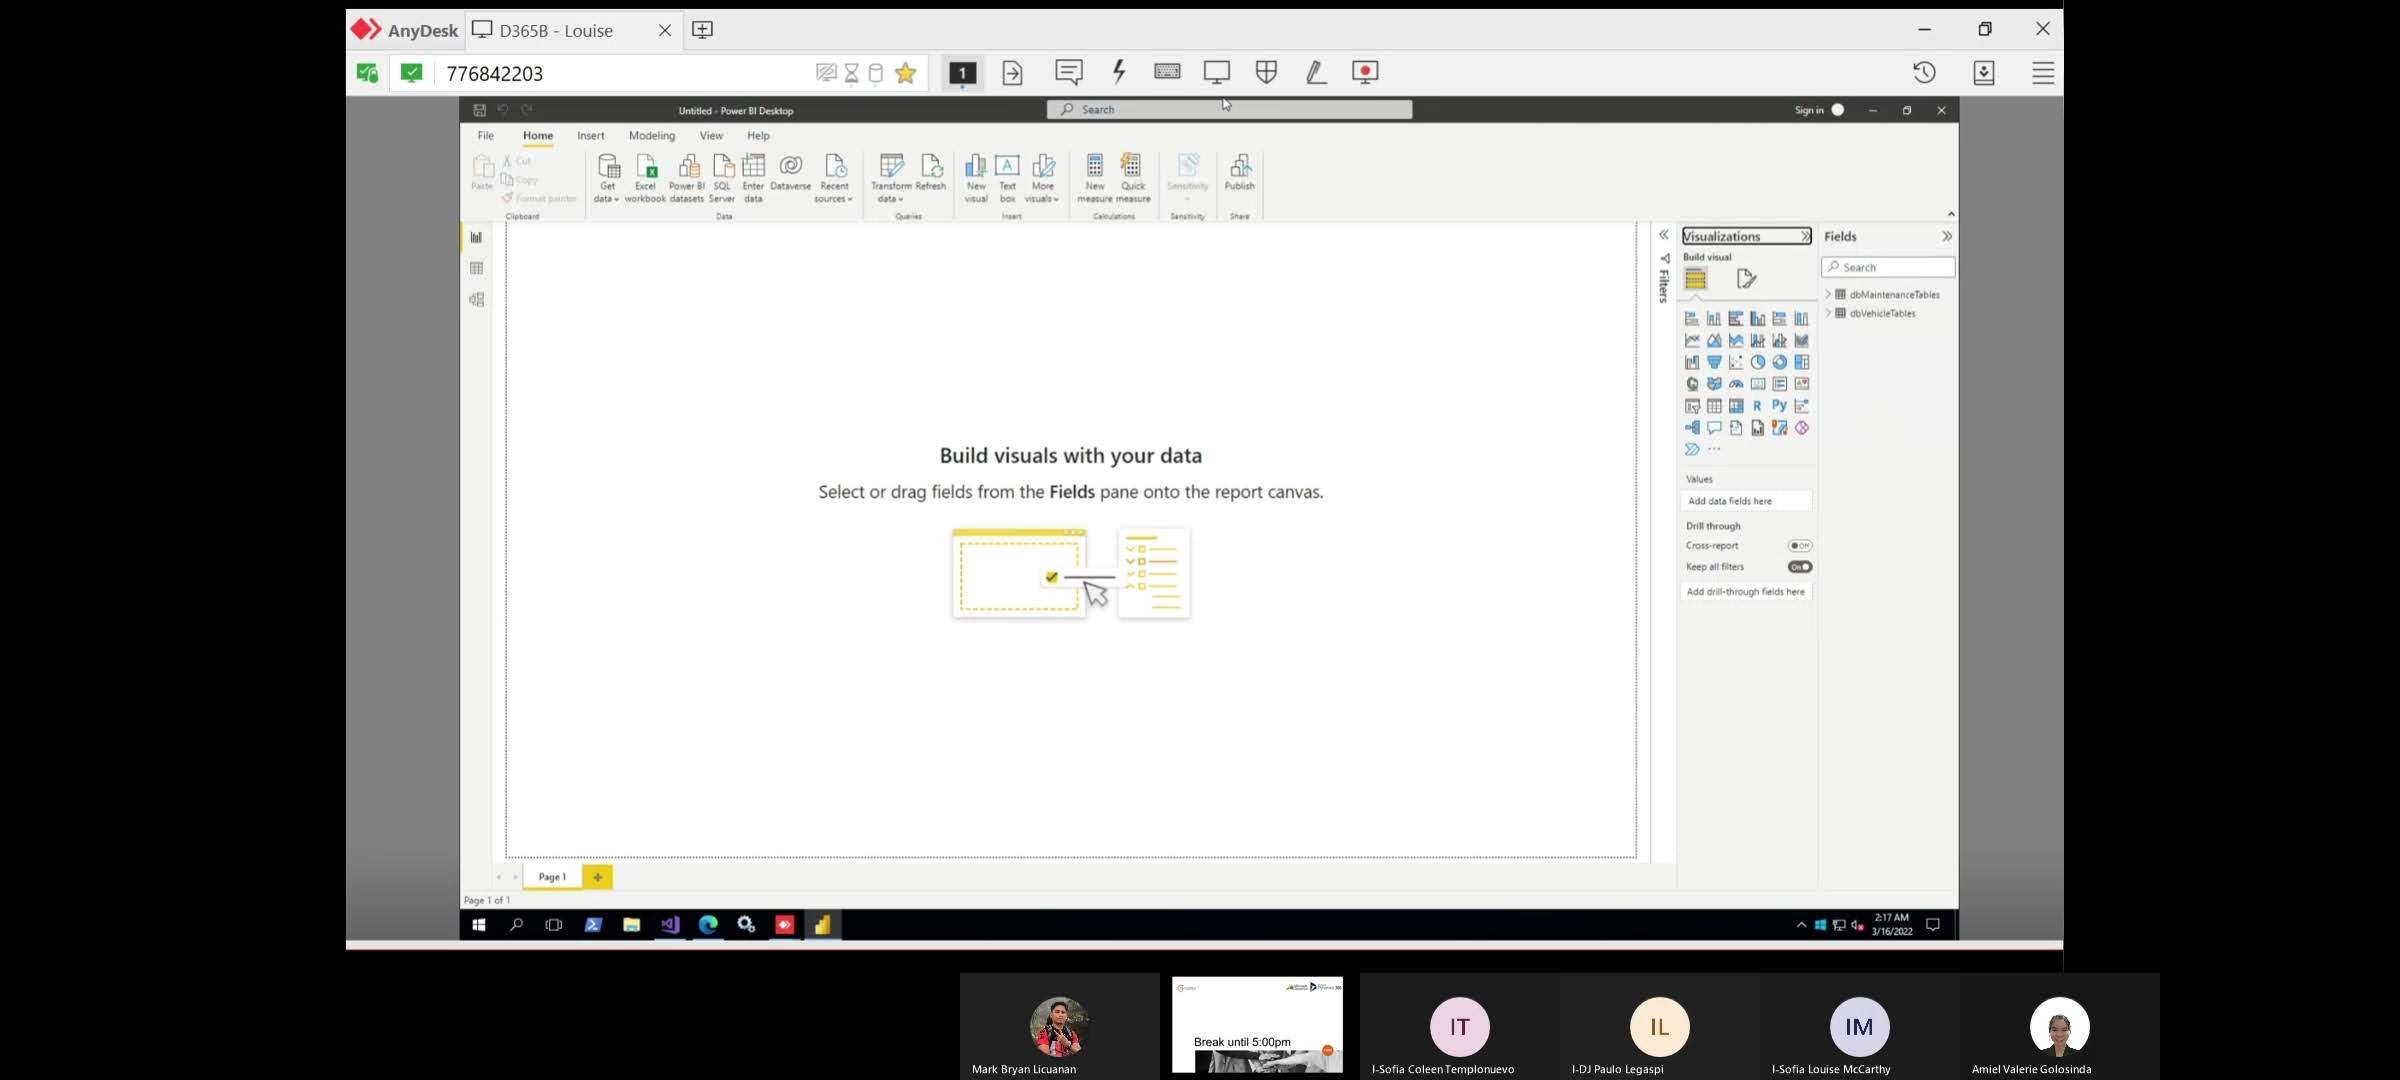 AnyDesk
D365B - Louise
776842203
1
Untitled - Power BI Desktop
Search
Sign in
File
Home
Insert
Modeling
View
Help
Paste
Cut
Copy
Format painter
Clipboard
Get data
Excel workbook
Power BI datasets
SQL Server
Enter data
Dataverse
Recent sources
Data
Transform data
Refresh
Queries
New visual
Text box
More visuals
Insert
New measure
Quick measure
Calculations
Sensitivity
Sensitivity
Publish
Share
Filters
Visualizations
Build visual
R
Py
Values
Add data fields here
Drill through
Cross-report
Off
Keep all filters
On
Add drill-through fields here
Fields
Search
dbMaintenanceTables
dbVehicleTables
Build visuals with your data
Select or drag fields from the Fields pane onto the report canvas.
Page 1
Page 1 of 1
2:17 AM
3/16/2022
Mark Bryan Licuanan
Break until 5:00pm
IT
I-Sofia Coleen Templonuevo
IL
I-DJ Paulo Legaspi
IM
I-Sofia Louise McCarthy
Amiel Valerie Golosinda